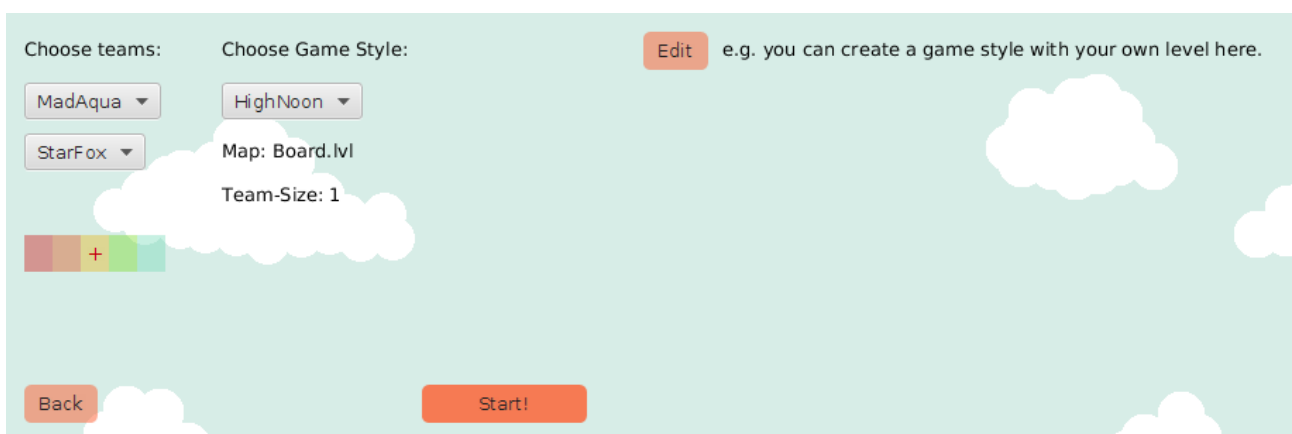 Choose teams:
Choose Game Style:
Edit
e.g. you can create a game style with your own level here.
MadAqua
HighNoon
StarFox
Map: Board.lvl
Team-Size: 1
+
Back
Start!